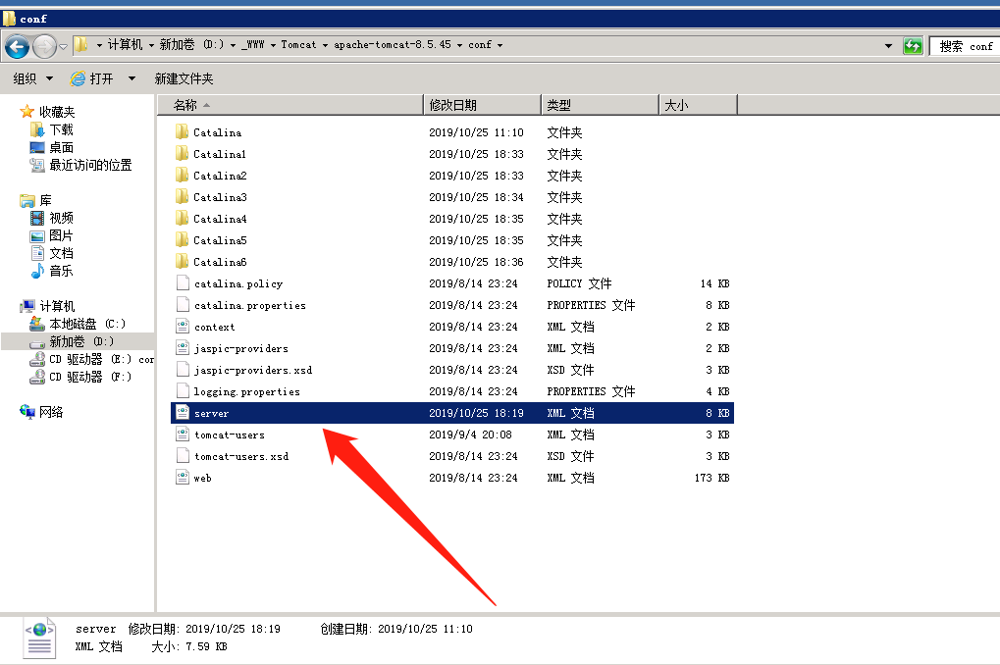 conf
计算机 新加卷 (D:) _WWW Tomcat apache-tomcat-8.5.45 conf 搜索 conf
组织 打开 新建文件夹
收藏夹
下载
桌面
最近访问的位置
库
视频
图片
文档
音乐
计算机
本地磁盘 (C:)
新加卷 (D:)
CD 驱动器 (E:) cor
CD 驱动器 (F:)
网络
名称 修改日期 类型 大小
Catalina 2019/10/25 11:10 文件夹
Catalina1 2019/10/25 18:33 文件夹
Catalina2 2019/10/25 18:33 文件夹
Catalina3 2019/10/25 18:34 文件夹
Catalina4 2019/10/25 18:35 文件夹
Catalina5 2019/10/25 18:35 文件夹
Catalina6 2019/10/25 18:36 文件夹
catalina.policy 2019/8/14 23:24 POLICY 文件 14 KB
catalina.properties 2019/8/14 23:24 PROPERTIES 文件 8 KB
context 2019/8/14 23:24 XML 文档 2 KB
jaspic-providers 2019/8/14 23:24 XML 文档 2 KB
jaspic-providers.xsd 2019/8/14 23:24 XSD 文件 3 KB
logging.properties 2019/8/14 23:24 PROPERTIES 文件 4 KB
server 2019/10/25 18:19 XML 文档 8 KB
tomcat-users 2019/9/4 20:08 XML 文档 3 KB
tomcat-users.xsd 2019/8/14 23:24 XSD 文件 3 KB
web 2019/8/14 23:24 XML 文档 173 KB
server 修改日期: 2019/10/25 18:19 创建日期: 2019/10/25 11:10
XML 文档 大小: 7.59 KB